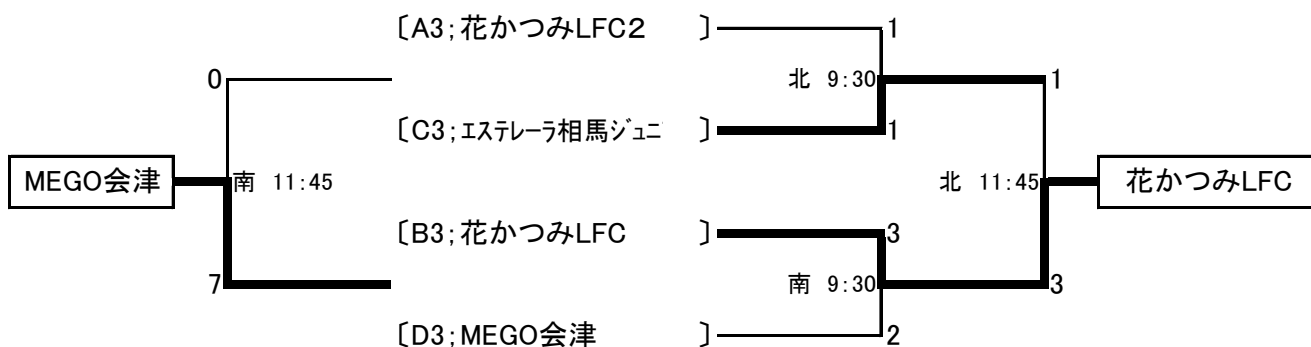 〔A3;花かつみLFC2 〕 1
0 北 9:30 1
〔C3;エステレーラ相馬ジュニ 〕 1
MEGO会津 南 11:45 北 11:45 花かつみLFC
〔B3;花かつみLFC 〕 3
7 南 9:30 3
〔D3;MEGO会津 〕 2